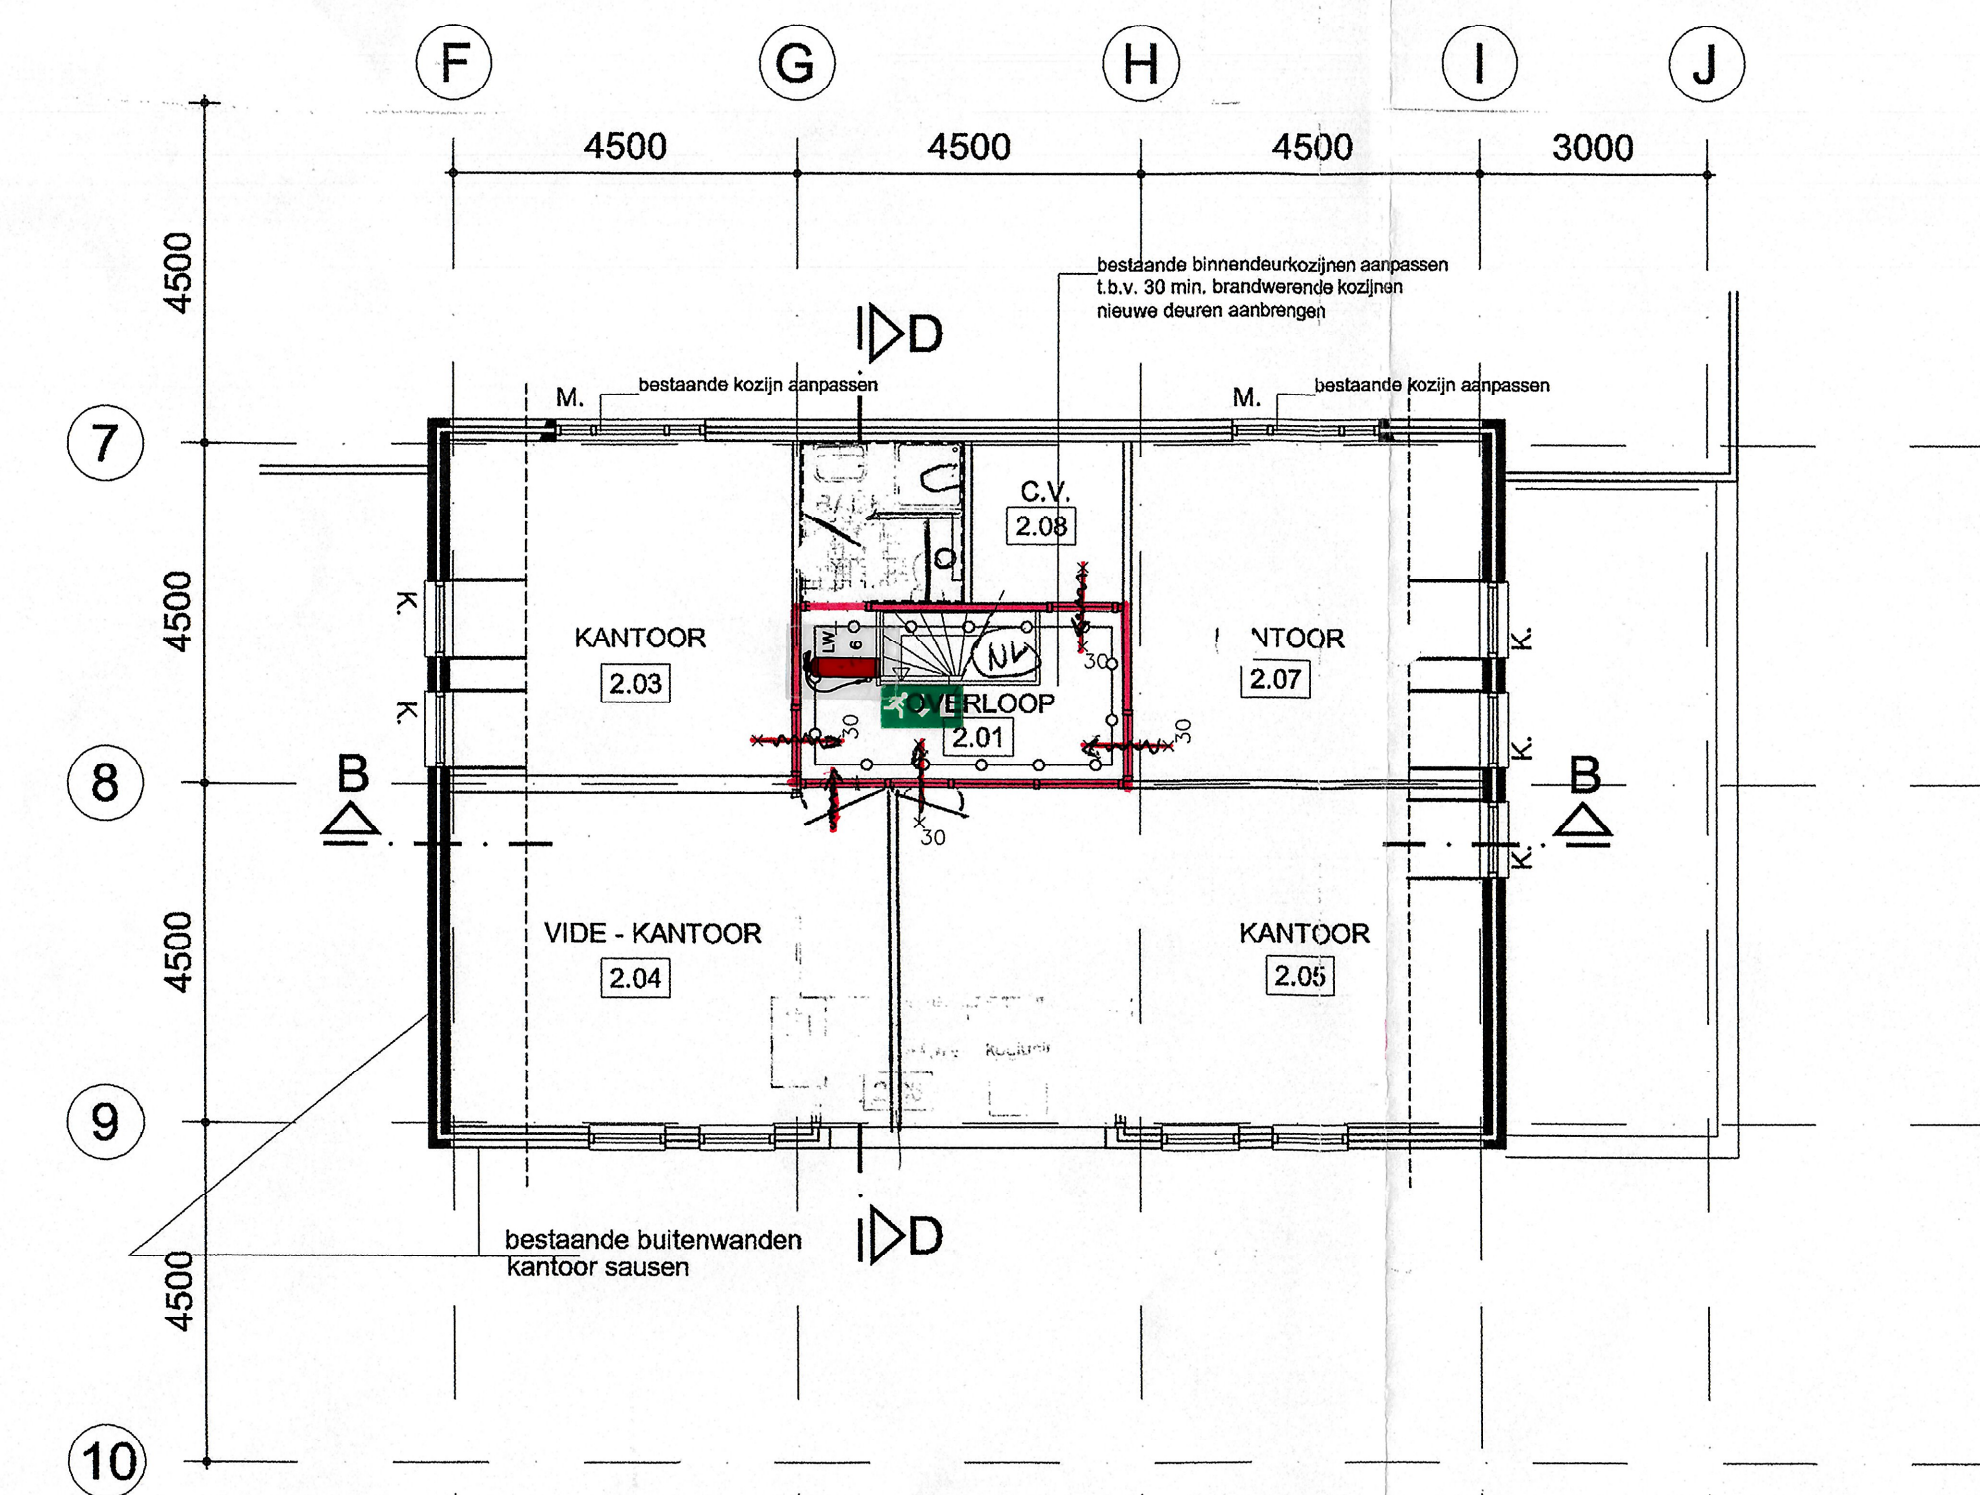 F G H I J
4500 4500 4500 3000
4500
bestaande binnendeurkozijnen aanpassen
t.b.v. 30 min. brandwerende kozijnen
nieuwe deuren aanbrengen
D
M. bestaande kozijn aanpassen
M. bestaande kozijn aanpassen
7
C.V.
2.08
4500
K.
KANTOOR
2.03
LW
6
NV
30
NTOOR
2.07
K.
K.
OVERLOOP
2.01
30
30
K.
8
B
B
30
K.
4500
VIDE - KANTOOR
2.04
KANTOOR
2.05
9
D
bestaande buitenwanden
kantoor sausen
4500
10